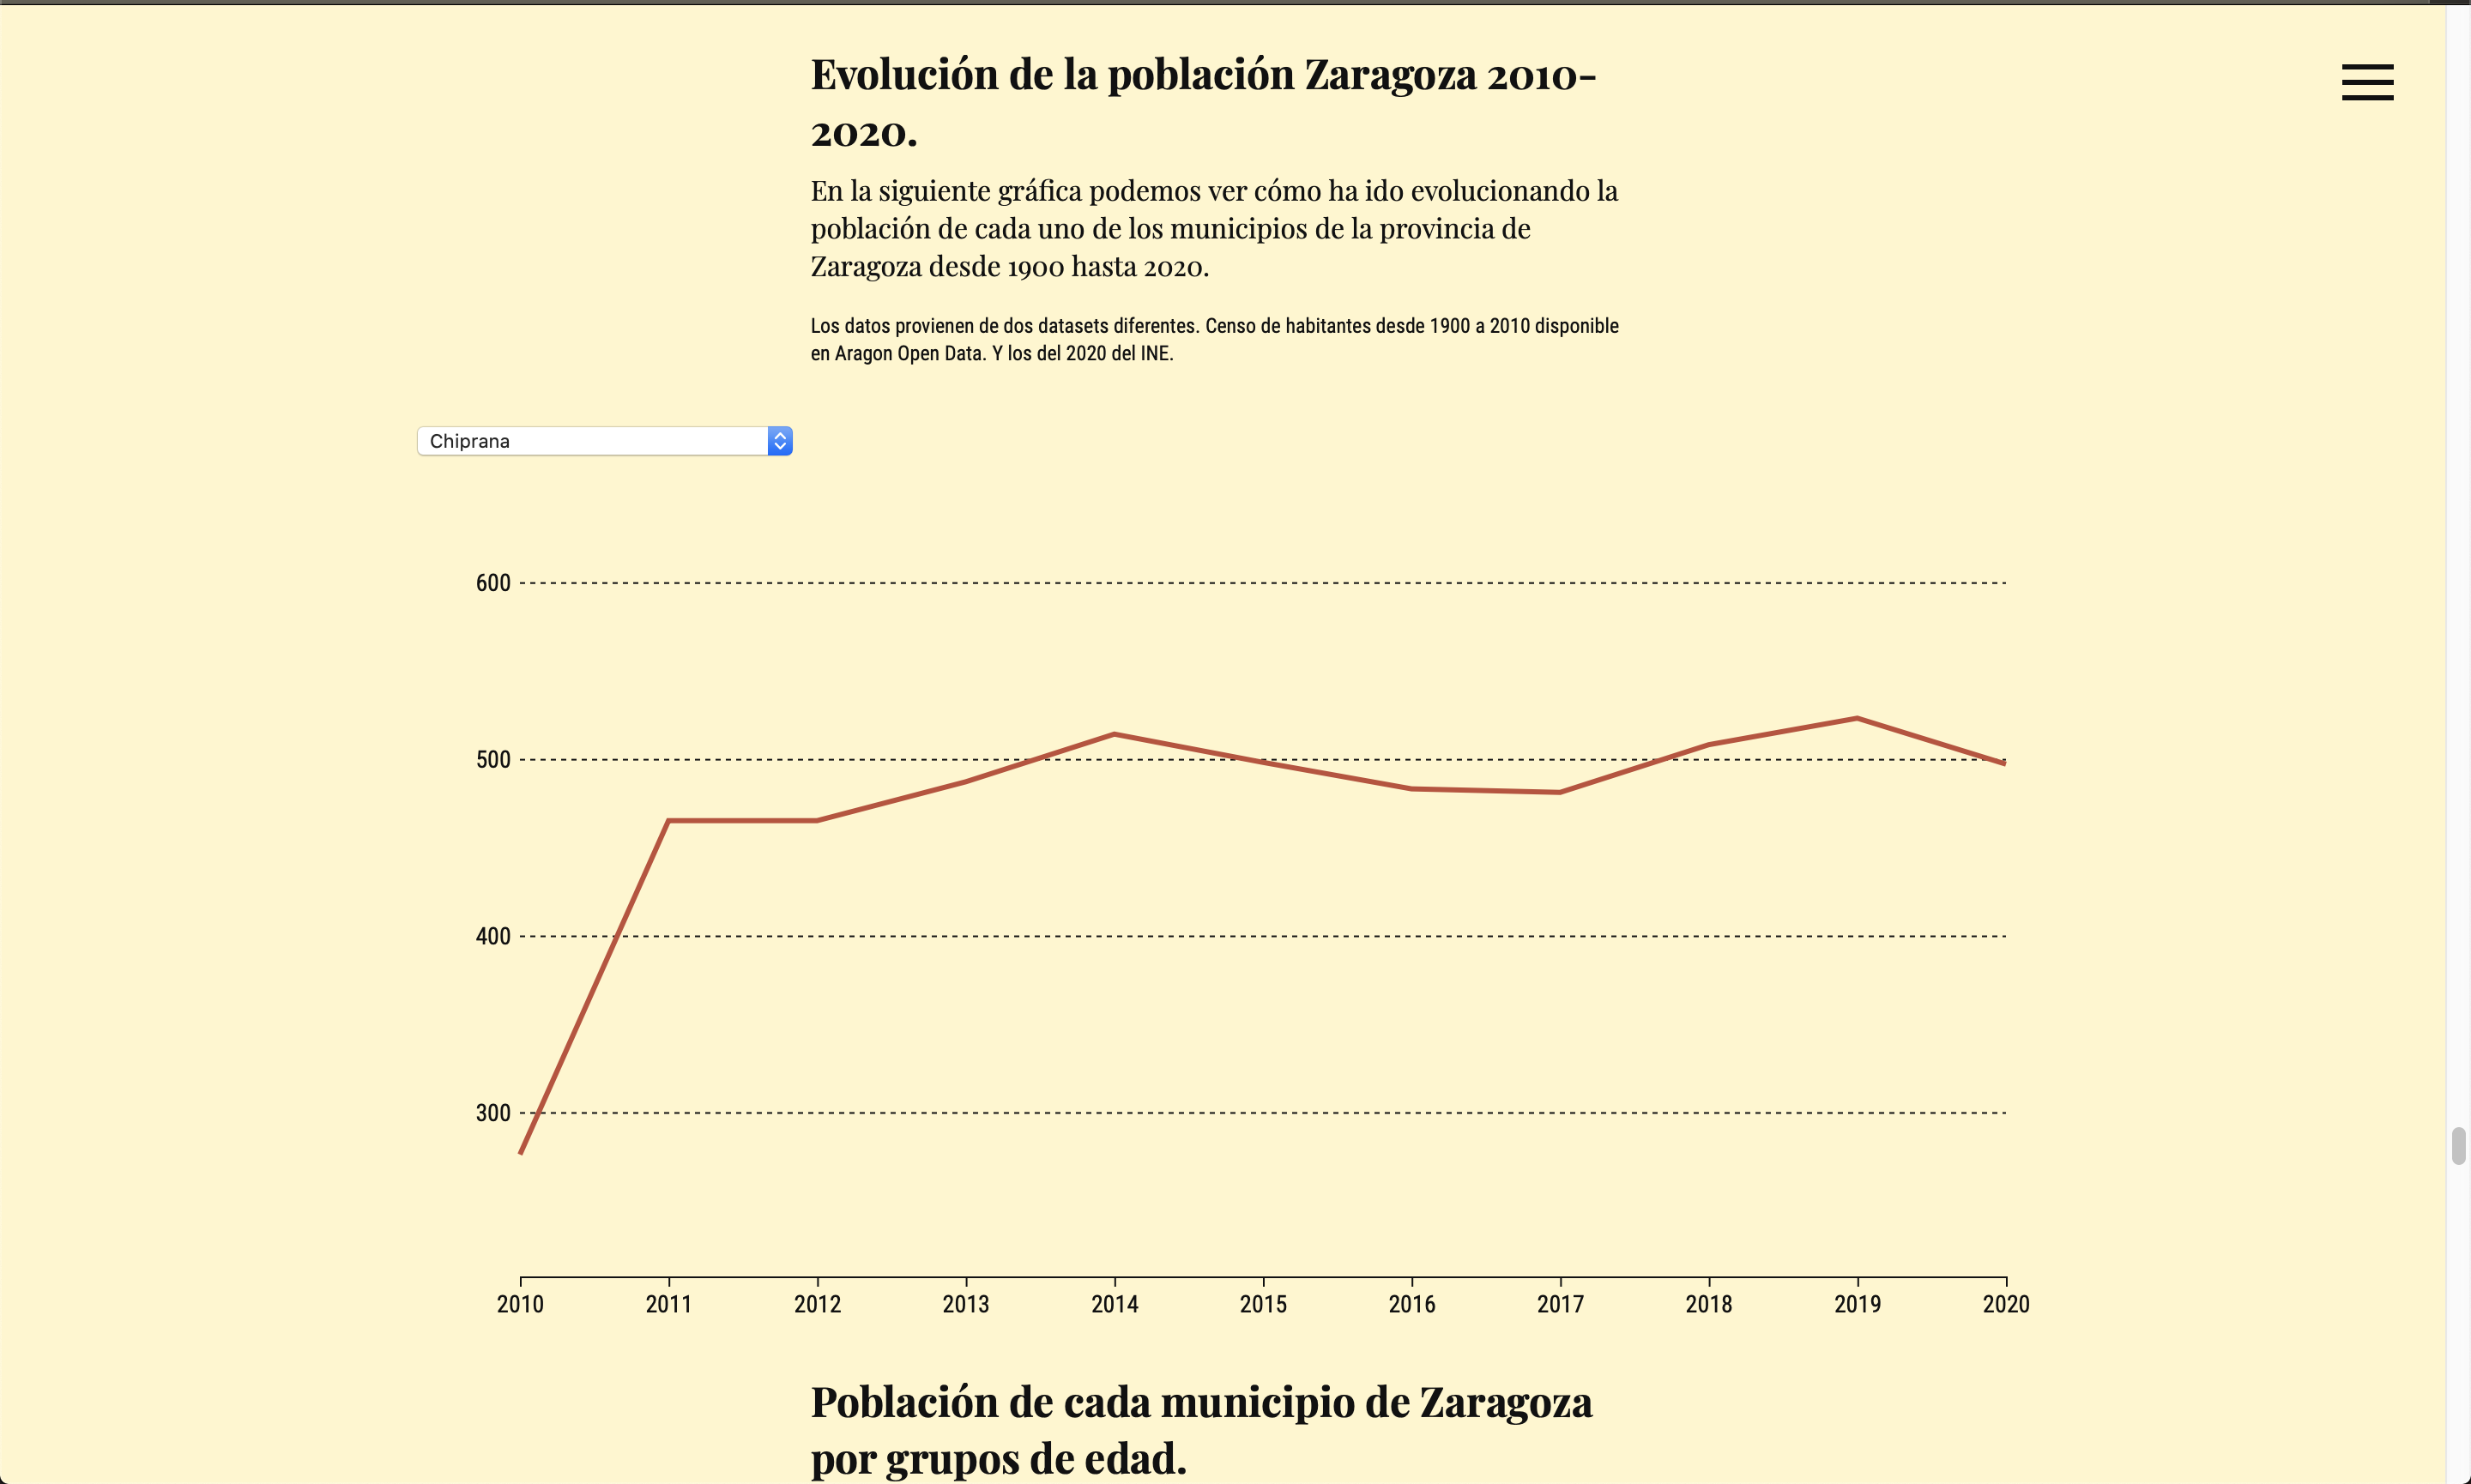 Evolución de la población Zaragoza 2010-
2020.
En la siguiente gráfica podemos ver cómo ha ido evolucionando la
población de cada uno de los municipios de la provincia de
Zaragoza desde 1900 hasta 2020.
Los datos provienen de dos datasets diferentes. Censo de habitantes desde 1900 a 2010 disponible
en Aragon Open Data. Y los del 2020 del INE.
Chiprana
600
500
400
300
2010 2011 2012 2013 2014 2015 2016 2017 2018 2019 2020
Población de cada municipio de Zaragoza
por grupos de edad.